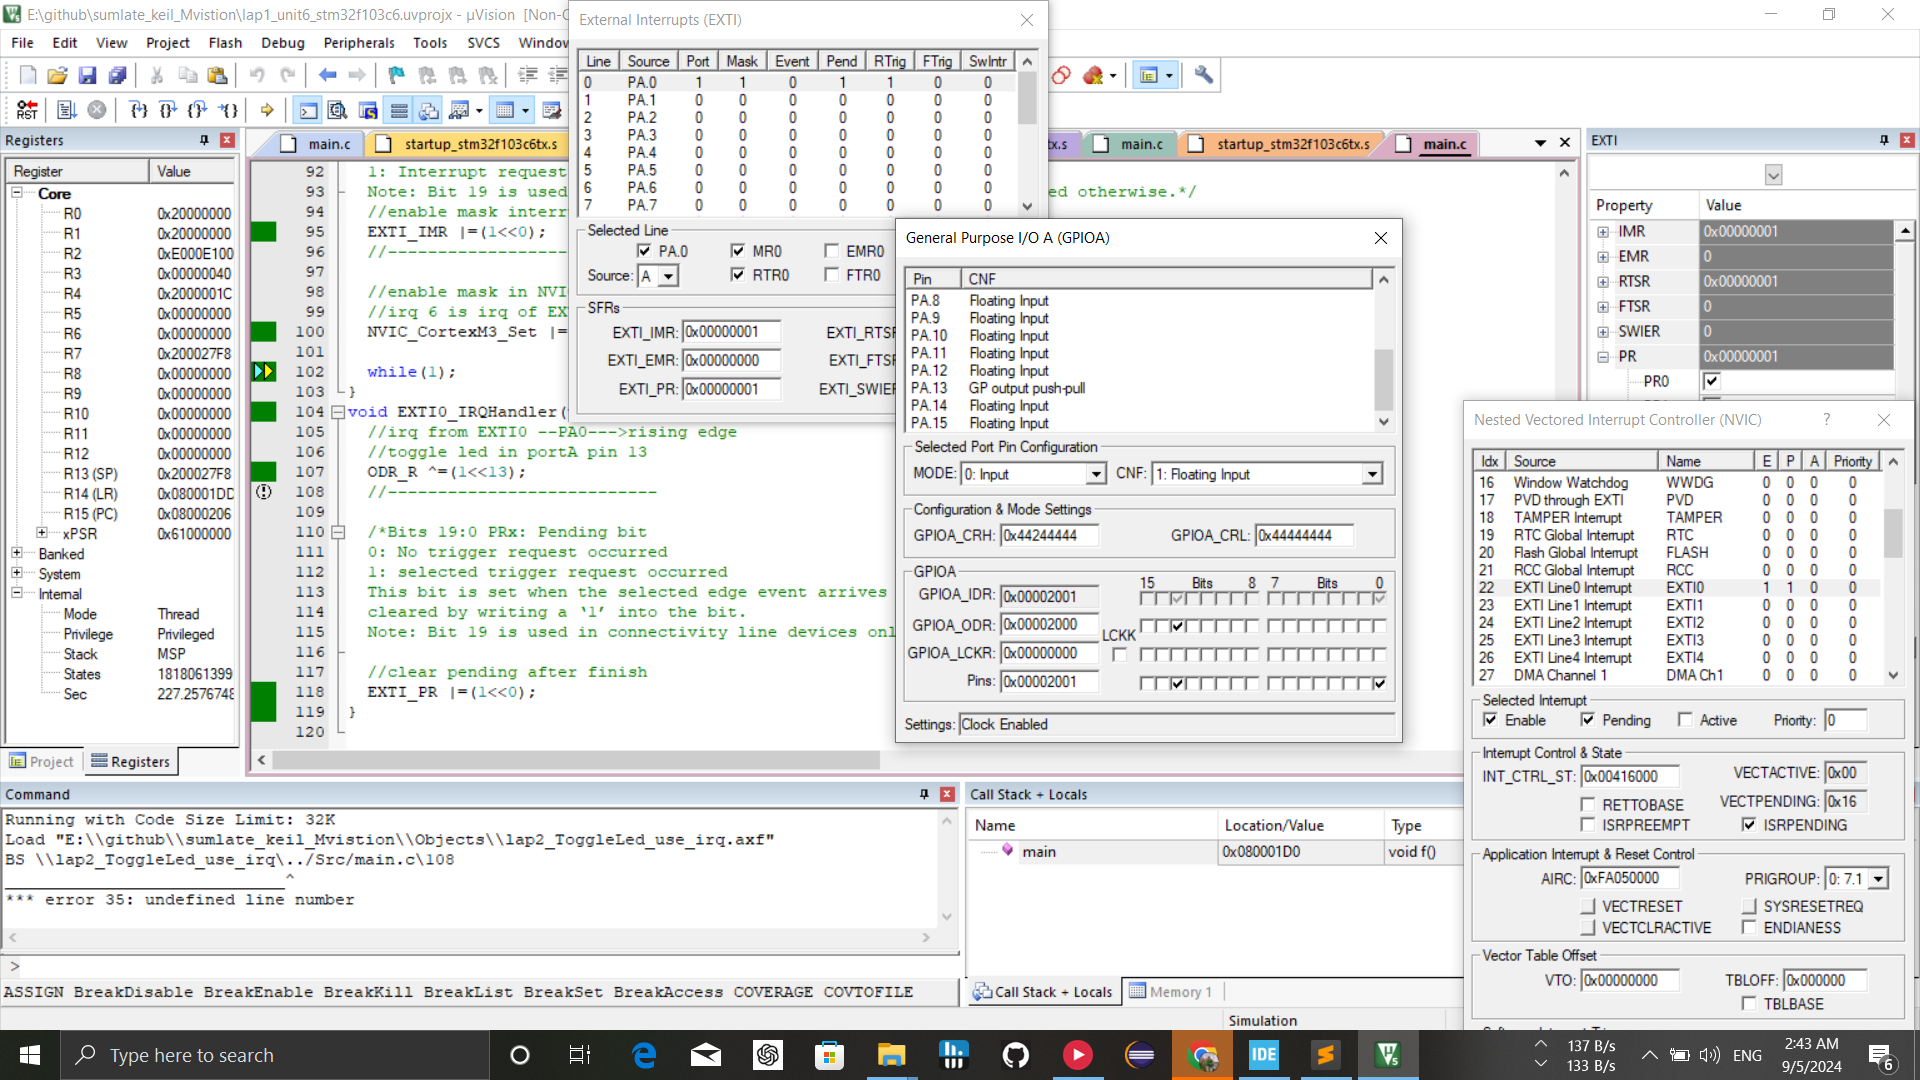 E:\github\sumlate_keil_Mvistion\lap1_unit6_stm32f103c6.uvprojx - µVision [Non-C
File Edit View Project Flash Debug Peripherals Tools SVCS Window
Registers
Register Value
Core
R0 0x20000000
R1 0x20000000
R2 0xE000E100
R3 0x00000040
R4 0x2000001C
R5 0x00000000
R6 0x00000000
R7 0x200027F8
R8 0x00000000
R9 0x00000000
R10 0x00000000
R11 0x00000000
R12 0x00000000
R13 (SP) 0x200027F8
R14 (LR) 0x080001DD
R15 (PC) 0x08000206
xPSR 0x61000000
Banked
System
Internal
Mode Thread
Privilege Privileged
Stack MSP
States 1818061399
Sec 227.2576748
Project Registers
main.c startup_stm32f103c6tx.s tx.s main.c startup_stm32f103c6tx.s main.c
92 1: Interrupt request
93 Note: Bit 19 is used ed otherwise.*/
94 //enable mask interr
95 EXTI_IMR |=(1<<0);
96 //------------------
97
98 //enable mask in NVI
99 //irq 6 is irq of EX
100 NVIC_CortexM3_Set |=
101
102 while(1);
103 }
104 void EXTI0_IRQHandler(
105 //irq from EXTI0 --PA0--->rising edge
106 //toggle led in portA pin 13
107 ODR_R ^=(1<<13);
108 //---------------------------
109
110 /*Bits 19:0 PRx: Pending bit
111 0: No trigger request occurred
112 1: selected trigger request occurred
113 This bit is set when the selected edge event arrives
114 cleared by writing a ‘1’ into the bit.
115 Note: Bit 19 is used in connectivity line devices onl
116
117 //clear pending after finish
118 EXTI_PR |=(1<<0);
119 }
120
External Interrupts (EXTI)
Line Source Port Mask Event Pend RTrig FTrig SwIntr
0 PA.0 1 1 0 1 1 0 0
1 PA.1 0 0 0 0 0 0 0
2 PA.2 0 0 0 0 0 0 0
3 PA.3 0 0 0 0 0 0 0
4 PA.4 0 0 0 0 0 0 0
5 PA.5 0 0 0 0 0 0 0
6 PA.6 0 0 0 0 0 0 0
7 PA.7 0 0 0 0 0 0 0
Selected Line
PA.0 MR0 EMR0
Source: A RTR0 FTR0
SFRs
EXTI_IMR: 0x00000001 EXTI_RTSF
EXTI_EMR: 0x00000000 EXTI_FTSF
EXTI_PR: 0x00000001 EXTI_SWIEF
General Purpose I/O A (GPIOA)
Pin CNF
PA.8 Floating Input
PA.9 Floating Input
PA.10 Floating Input
PA.11 Floating Input
PA.12 Floating Input
PA.13 GP output push-pull
PA.14 Floating Input
PA.15 Floating Input
Selected Port Pin Configuration
MODE: 0: Input CNF: 1: Floating Input
Configuration & Mode Settings
GPIOA_CRH: 0x44244444 GPIOA_CRL: 0x44444444
GPIOA
15 Bits 8 7 Bits 0
GPIOA_IDR: 0x00002001
GPIOA_ODR: 0x00002000
LCKK
GPIOA_LCKR: 0x00000000
Pins: 0x00002001
Settings: Clock Enabled
EXTI
Property Value
IMR 0x00000001
EMR 0
RTSR 0x00000001
FTSR 0
SWIER 0
PR 0x00000001
PR0
Nested Vectored Interrupt Controller (NVIC) ?
Idx Source Name E P A Priority
16 Window Watchdog WWDG 0 0 0 0
17 PVD through EXTI PVD 0 0 0 0
18 TAMPER Interrupt TAMPER 0 0 0 0
19 RTC Global Interrupt RTC 0 0 0 0
20 Flash Global Interrupt FLASH 0 0 0 0
21 RCC Global Interrupt RCC 0 0 0 0
22 EXTI Line0 Interrupt EXTI0 1 1 0 0
23 EXTI Line1 Interrupt EXTI1 0 0 0 0
24 EXTI Line2 Interrupt EXTI2 0 0 0 0
25 EXTI Line3 Interrupt EXTI3 0 0 0 0
26 EXTI Line4 Interrupt EXTI4 0 0 0 0
27 DMA Channel 1 DMA Ch1 0 0 0 0
Selected Interrupt
Enable Pending Active Priority: 0
Interrupt Control & State
INT_CTRL_ST: 0x00416000 VECTACTIVE: 0x00
RETTOBASE VECTPENDING: 0x16
ISRPREEMPT ISRPENDING
Application Interrupt & Reset Control
AIRC: 0xFA050000 PRIGROUP: 0: 7.1
VECTRESET SYSRESETREQ
VECTCLRACTIVE ENDIANESS
Vector Table Offset
VTO: 0x00000000 TBLOFF: 0x000000
TBLBASE
Command
Running with Code Size Limit: 32K
Load "E:\\github\\sumlate_keil_Mvistion\\Objects\\lap2_ToggleLed_use_irq.axf"
BS \\lap2_ToggleLed_use_irq\../Src/main.c\108
____________________________^
*** error 35: undefined line number
>
ASSIGN BreakDisable BreakEnable BreakKill BreakList BreakSet BreakAccess COVERAGE COVTOFILE
Call Stack + Locals
Name Location/Value Type
main 0x080001D0 void f()
Call Stack + Locals Memory 1
Simulation
Type here to search
IDE
137 B/s
133 B/s
ENG
2:43 AM
9/5/2024
6